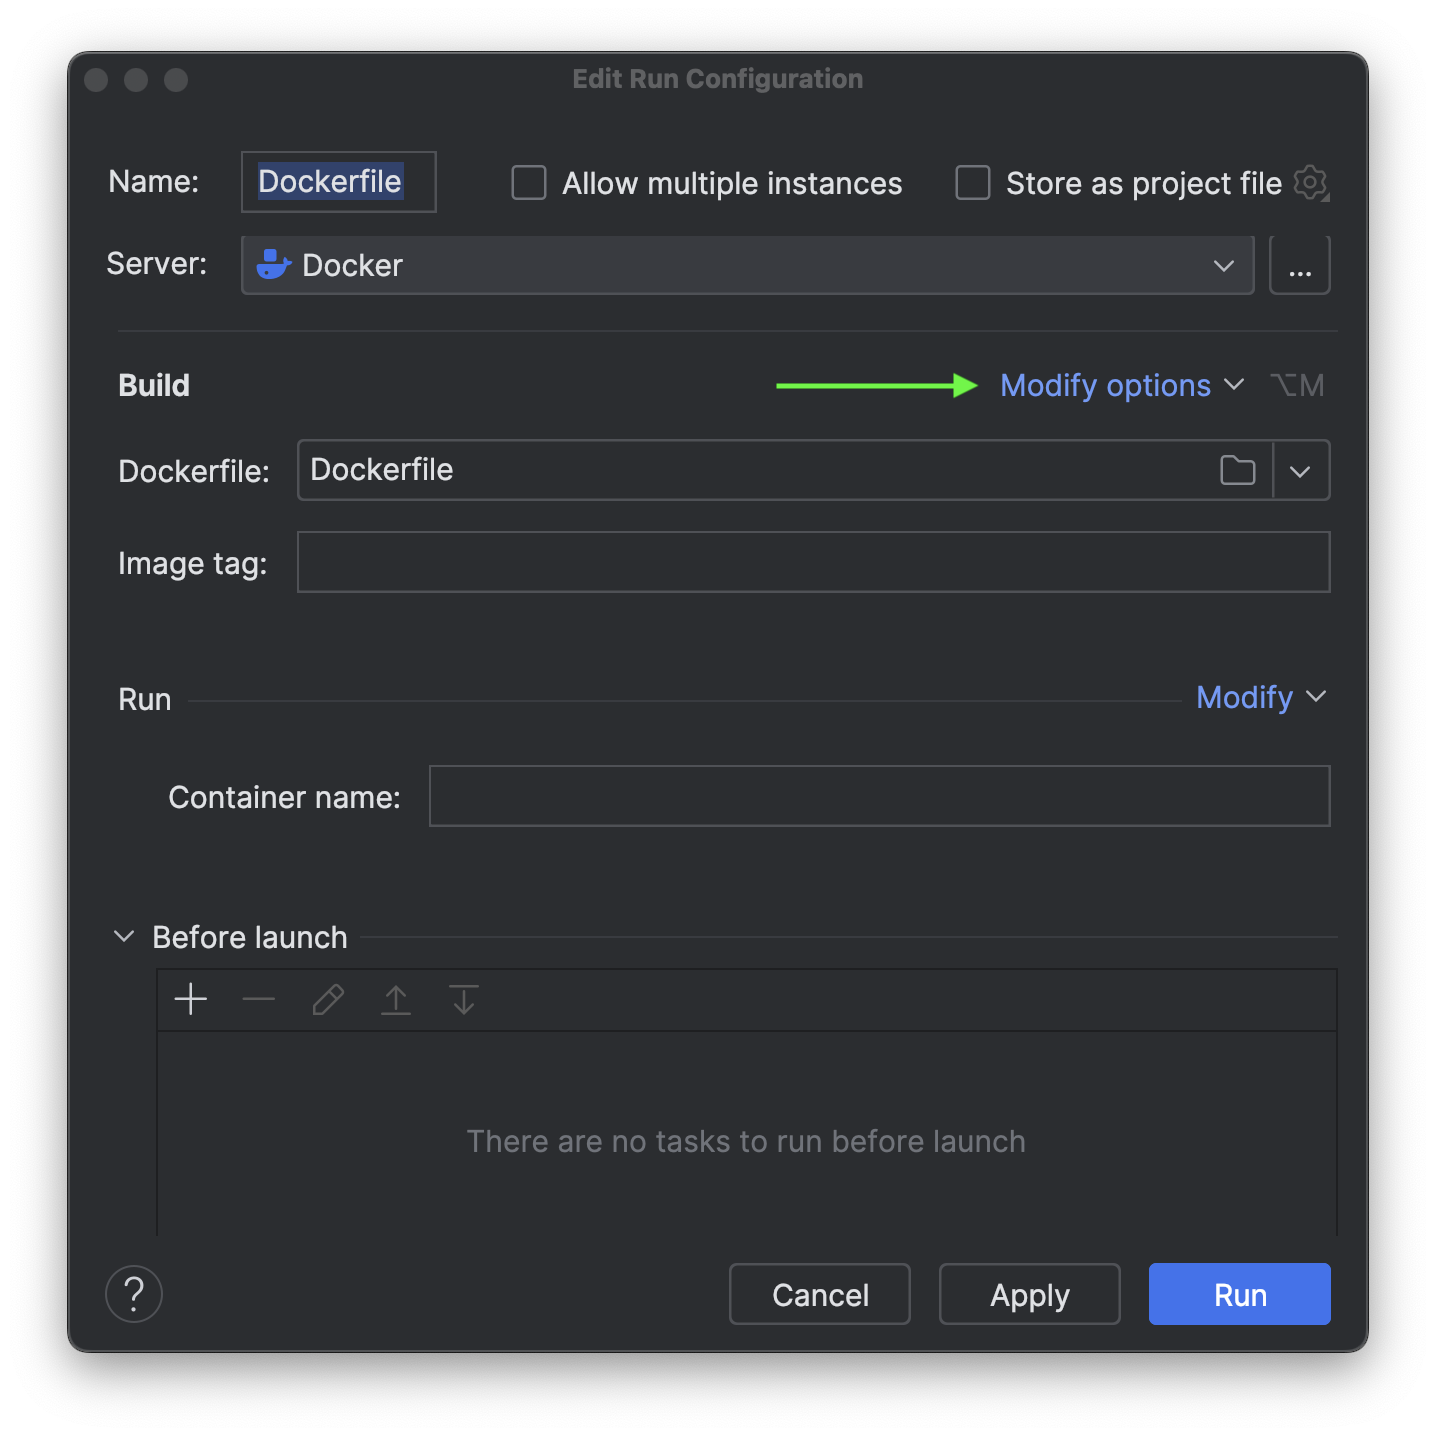 Edit Run Configuration
Name: Dockerfile Allow multiple instances Store as project file
Server: Docker ...
Build Modify options ⌥M
Dockerfile: Dockerfile
Image tag:
Run Modify
Container name:
Before launch
There are no tasks to run before launch
? Cancel Apply Run